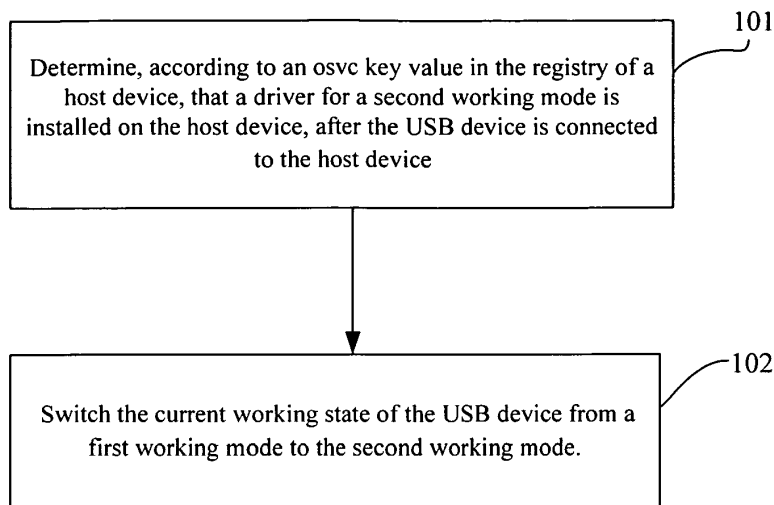 101
Determine, according to an osvc key value in the registry of a
host device, that a driver for a second working mode is
installed on the host device, after the USB device is connected
to the host device
102
Switch the current working state of the USB device from a
first working mode to the second working mode.